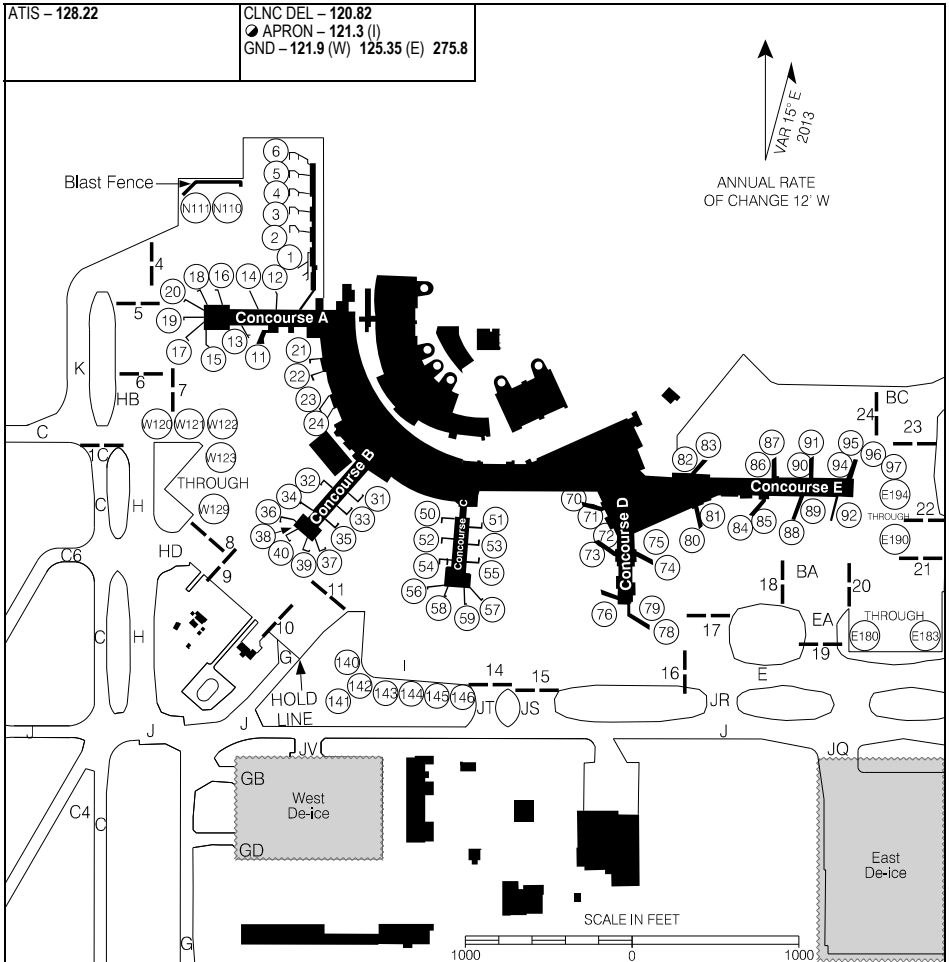 ATIS – 128.22
CLNC DEL – 120.82
APRON – 121.3 (I)
GND – 121.9 (W) 125.35 (E) 275.8
VAR 15° E
2013
ANNUAL RATE
OF CHANGE 12' W
Blast Fence
N111
N110
6
5
4
3
2
1
4
5
K
6
HB
7
C
1C
18
16
14
12
20
19
17
15
13
11
Concourse A
21
22
23
24
W120
W121
W122
W123
THROUGH
W129
C
H
C6
HD
8
9
10
11
C
H
G
HOLD
LINE
Concourse B
32
34
36
38
40
39
37
35
33
31
Concourse C
50
52
54
56
58
59
57
55
53
51
Concourse D
70
71
72
73
75
74
76
79
78
82
83
86
87
90
91
94
95
96
97
Concourse E
80
81
84
85
88
89
92
24
BC
23
E194
THROUGH
E190
22
21
18
BA
20
17
EA
19
THROUGH
E180
E183
E
16
JR
140
141
142
143
144
145
146
I
14
JT
15
JS
J
J
J
J
JV
JQ
GB
West
De-ice
GD
C4
C
G
East
De-ice
SCALE IN FEET
1000
0
1000